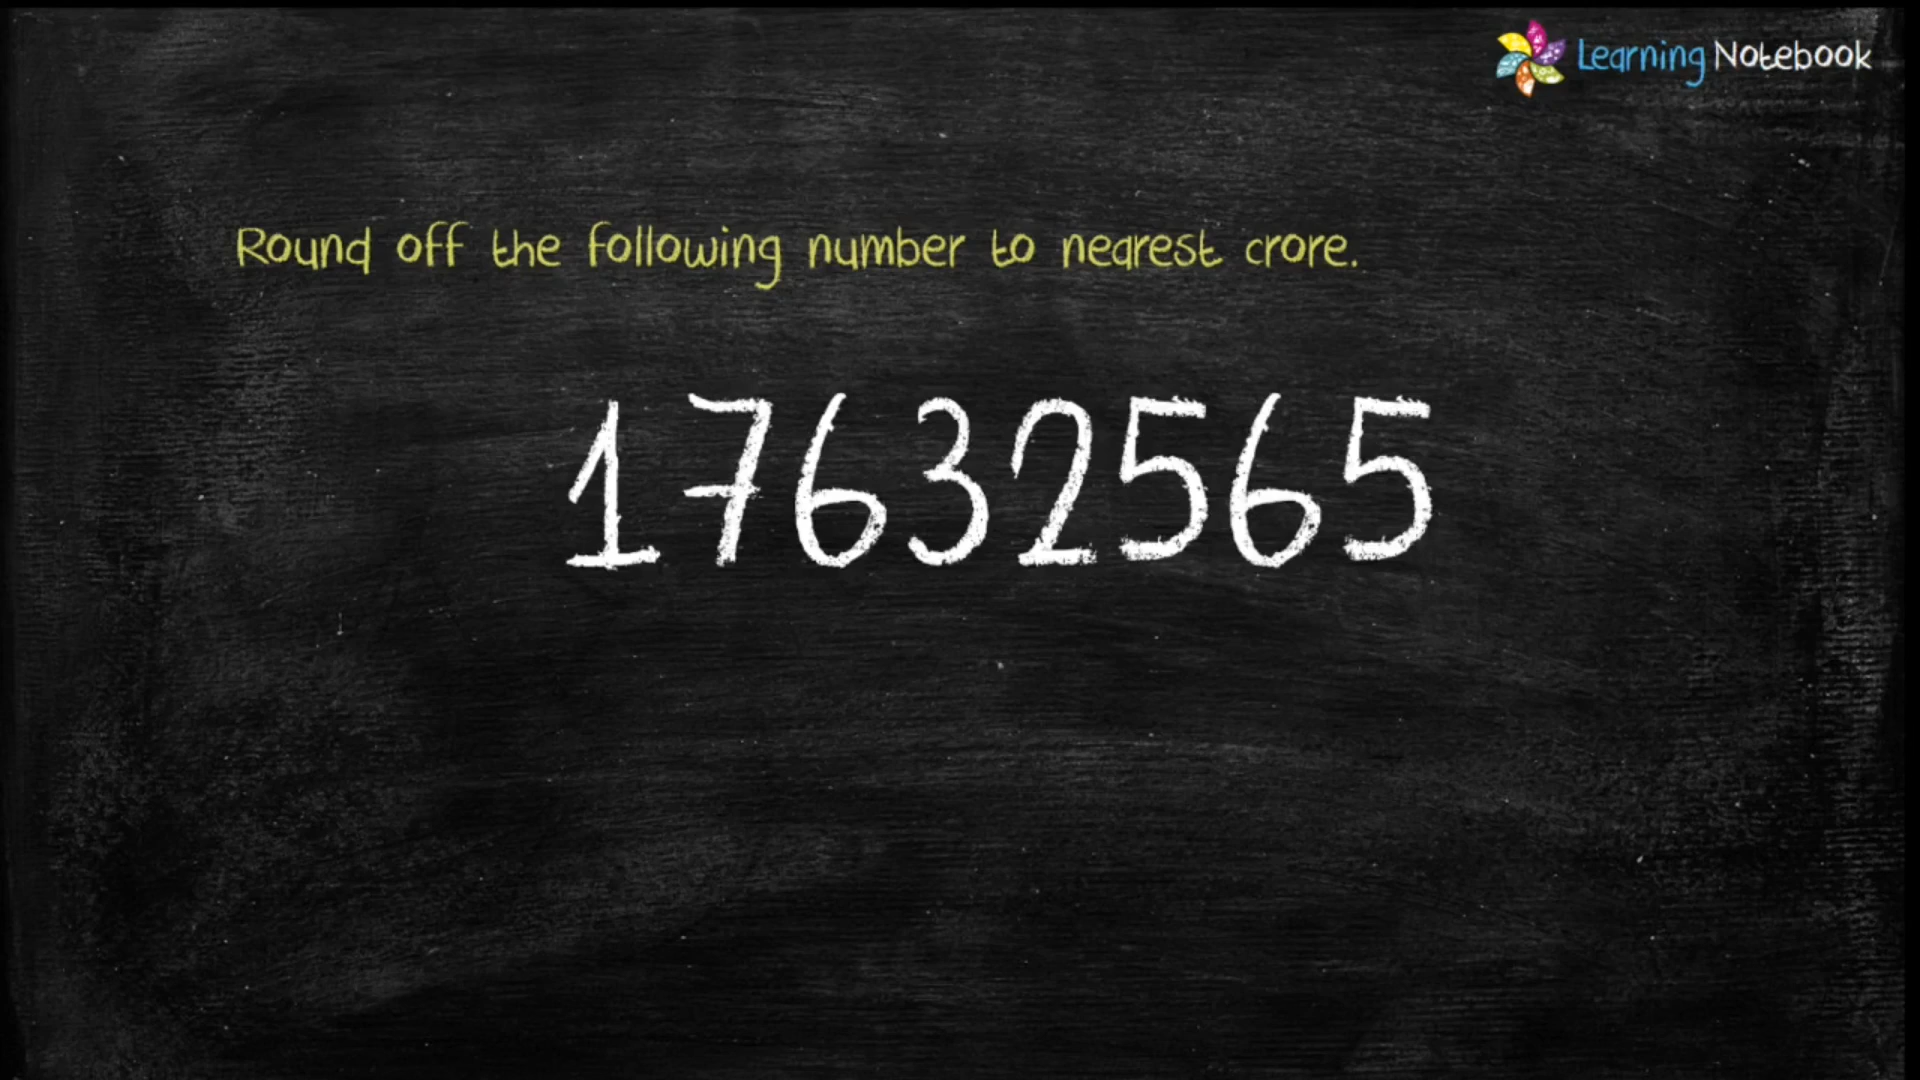 Learning Notebook
Round off the following number to nearest crore.
17632565